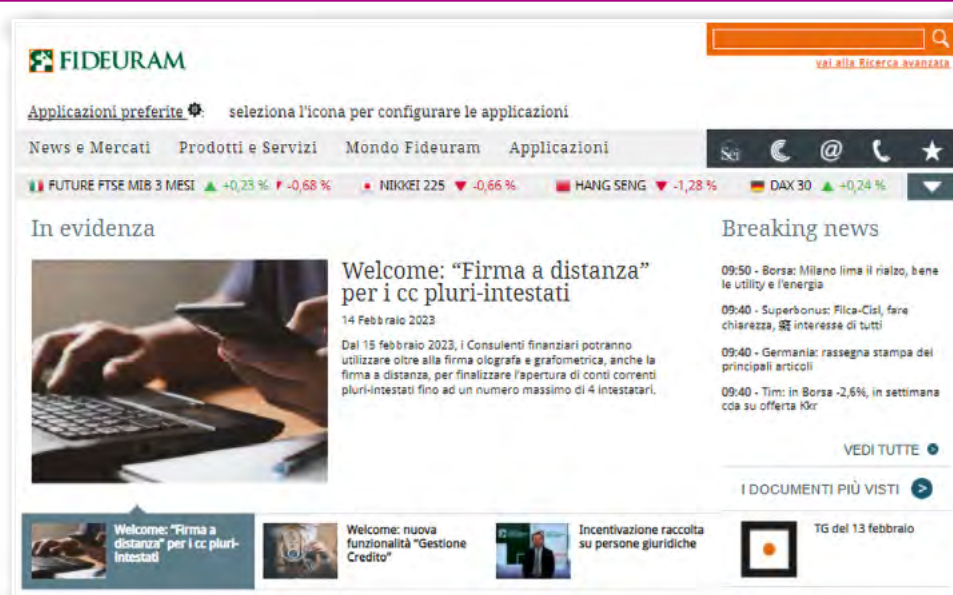 FIDEURAM
vai alla Ricerca avanzata
Applicazioni preferite : seleziona l'icona per configurare le applicazioni
News e Mercati Prodotti e Servizi Mondo Fideuram Applicazioni
Sei @
FUTURE FTSE MIB 3 MESI ▲ +0,23 % ▼ -0,68 % NIKKEI 225 ▼ -0,66 % HANG SENG ▼ -1,28 % DAX 30 ▲ +0,24 %
In evidenza
Welcome: “Firma a distanza”
per i cc pluri-intestati
14 Febbraio 2023
Dal 15 febbraio 2023, i Consulenti finanziari potranno
utilizzare oltre alla firma olografa e grafometrica, anche la
firma a distanza, per finalizzare l'apertura di conti correnti
pluri-intestati fino ad un numero massimo di 4 intestatari.
Breaking news
09:50 - Borsa: Milano lima il rialzo, bene
le utility e l'energia
09:40 - Superbonus: Filca-Cisl, fare
chiarezza, interesse di tutti
09:40 - Germania: rassegna stampa dei
principali articoli
09:40 - Tim: in Borsa -2,6%, in settimana
cda su offerta Kkr
VEDI TUTTE
I DOCUMENTI PIÙ VISTI
TG del 13 febbraio
Welcome: “Firma a
distanza” per i cc pluri-
intestati
Welcome: nuova
funzionalità “Gestione
Credito”
Incentivazione raccolta
su persone giuridiche